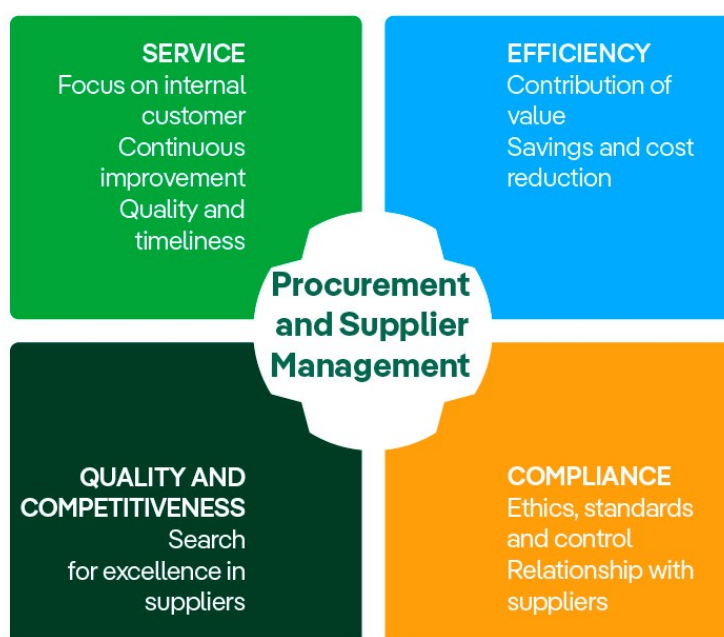 SERVICE
Focus on internal
customer
Continuous
improvement
Quality and
timeliness
EFFICIENCY
Contribution of
value
Savings and cost
reduction
Procurement
and Supplier
Management
QUALITY AND
COMPETITIVENESS
Search
for excellence in
suppliers
COMPLIANCE
Ethics, standards
and control
Relationship with
suppliers